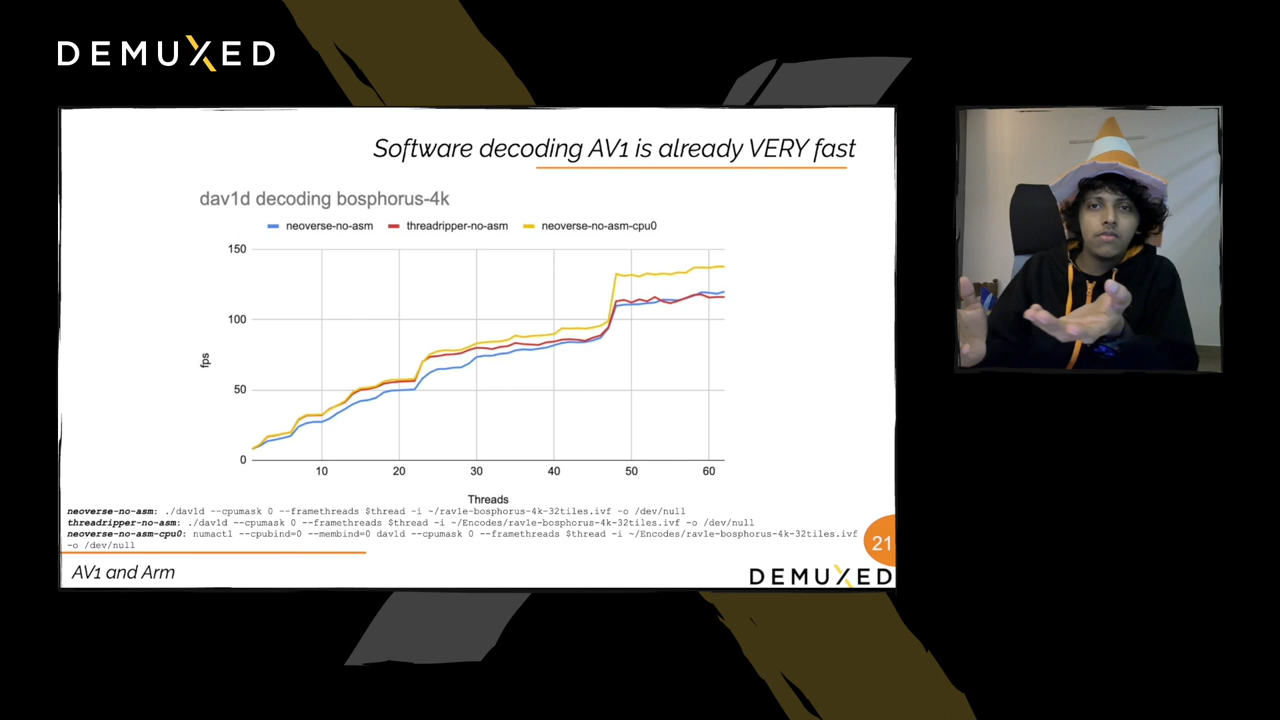 DEMUXED
Software decoding AV1 is already VERY fast
dav1d decoding bosphorus-4k
neoverse-no-asm threadripper-no-asm neoverse-no-asm-cpu0
150
100
50
0
fps
10 20 30 40 50 60
Threads
neoverse-no-asm: ./dav1d --cpumask 0 --framethreads $thread -i ~/rav1e-bosphorus-4k-32tiles.ivf -o /dev/null
threadripper-no-asm: ./dav1d --cpumask 0 --framethreads $thread -i ~/Encodes/rav1e-bosphorus-4k-32tiles.ivf -o /dev/null
neoverse-no-asm-cpu0: numactl --cpubind=0 --membind=0 dav1d --cpumask 0 --framethreads $thread -i ~/Encodes/rav1e-bosphorus-4k-32tiles.ivf
-o /dev/null
21
AV1 and Arm
DEMUXED